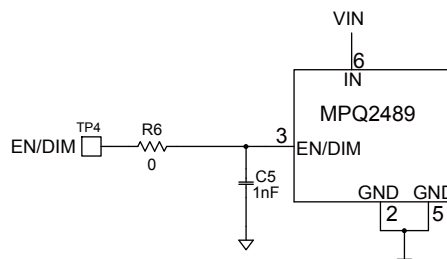 VIN
6
IN
MPQ2489
TP4
R6
EN/DIM
3
EN/DIM
0
C5
1nF
GND
GND
2
5